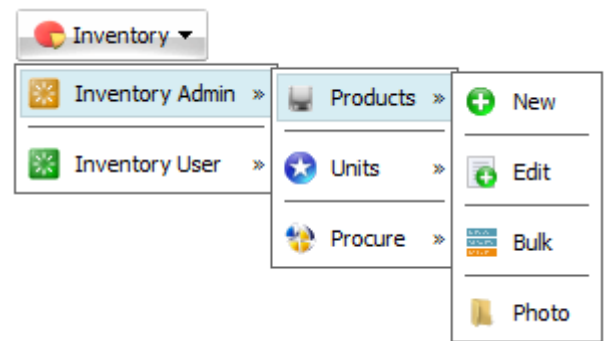 Inventory
Inventory Admin »
Inventory User »
Products »
Units »
Procure »
New
Edit
Bulk
Photo